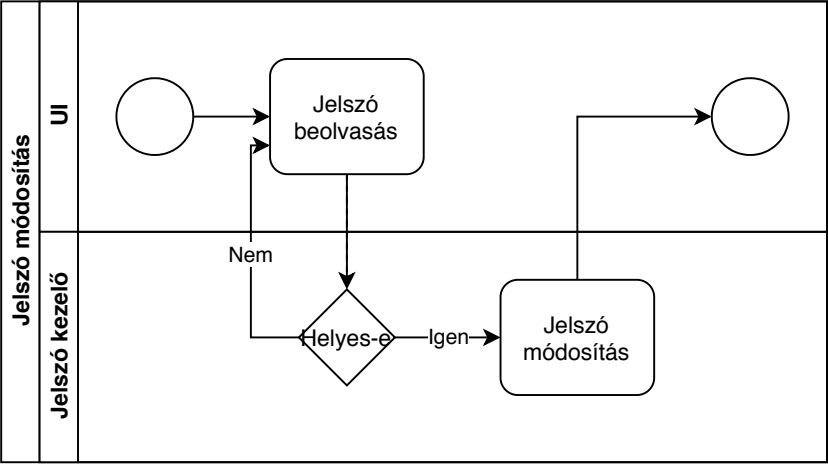 Jelszó módosítás
UI
Jelszó
beolvasás
Nem
Jelszó kezelő
Helyes-e
Igen
Jelszó
módosítás